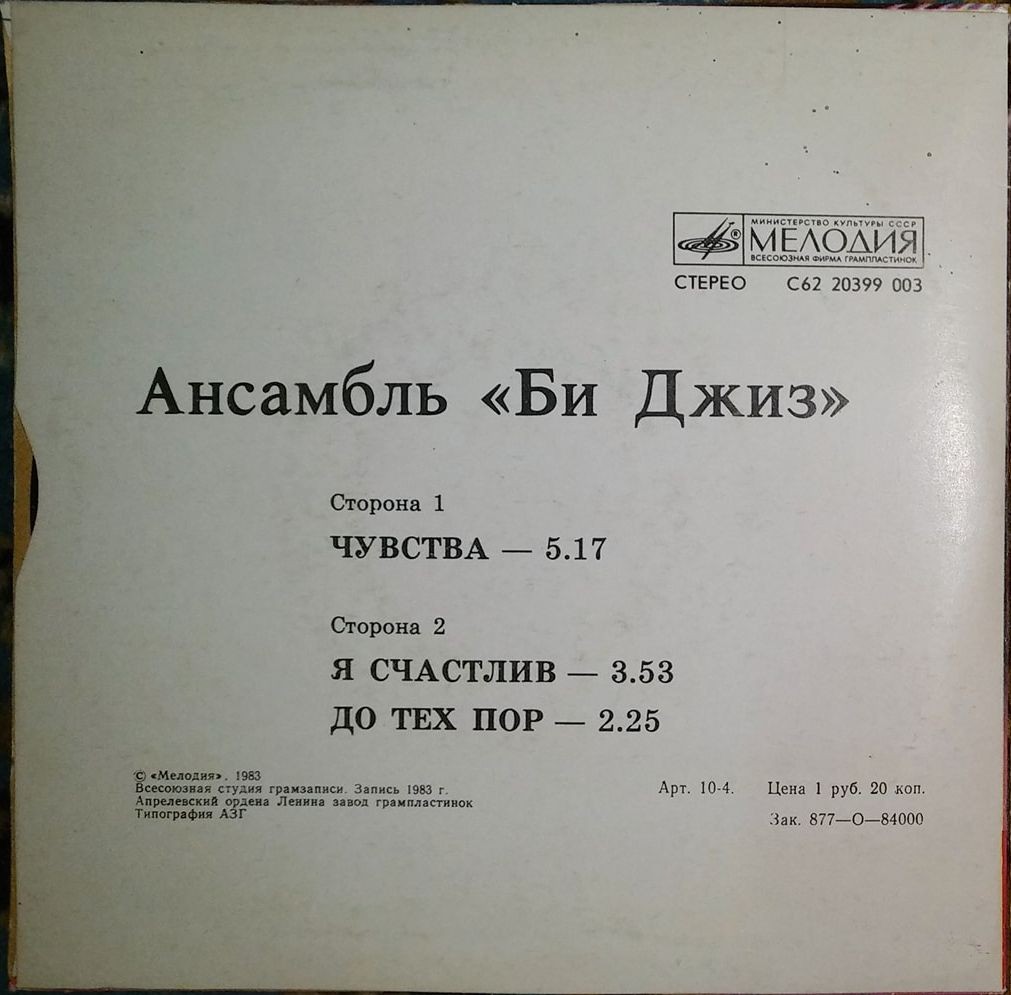 МИНИСТЕРСТВО КУЛЬТУРЫ СССР
® МЕЛОДИЯ
ВСЕСОЮЗНАЯ ФИРМА ГРАМПЛАСТИНОК
СТЕРЕО С62 20399 003
Ансамбль «Би Джиз»
Сторона 1
ЧУВСТВА — 5.17
Сторона 2
Я СЧАСТЛИВ — 3.53
ДО ТЕХ ПОР — 2.25
© «Мелодия», 1983
Всесоюзная студия грамзаписи. Запись 1983 г.
Апрелевский ордена Ленина завод грампластинок
Типография АЗГ
Арт. 10-4. Цена 1 руб. 20 коп.
Зак. 877—О—84000